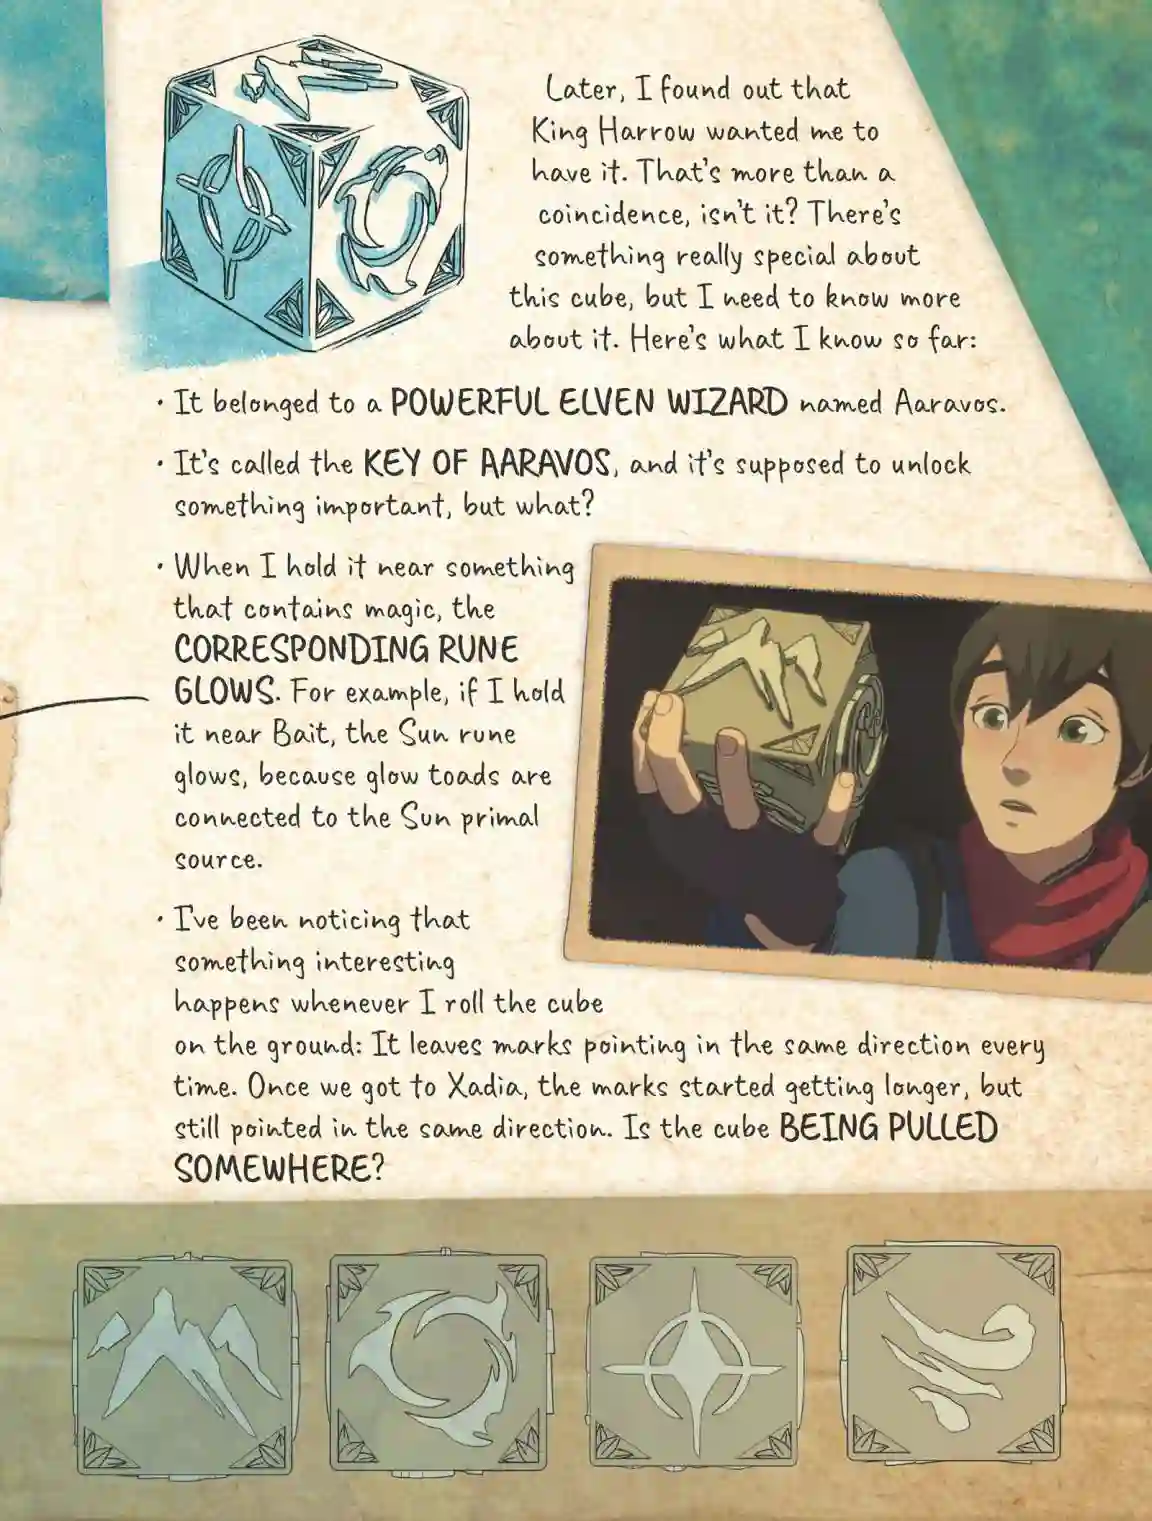 Later, I found out that
King Harrow wanted me to
have it. That's more than a
coincidence, isn't it? There's
something really special about
this cube, but I need to know more
about it. Here's what I know so far:
· It belonged to a POWERFUL ELVEN WIZARD named Aaravos.
· It's called the KEY OF AARAVOS, and it's supposed to unlock
something important, but what?
· When I hold it near something
that contains magic, the
CORRESPONDING RUNE
GLOWS. For example, if I hold
it near Bait, the Sun rune
glows, because glow toads are
connected to the Sun primal
source.
· I've been noticing that
something interesting
happens whenever I roll the cube
on the ground: It leaves marks pointing in the same direction every
time. Once we got to Xadia, the marks started getting longer, but
still pointed in the same direction. Is the cube BEING PULLED
SOMEWHERE?